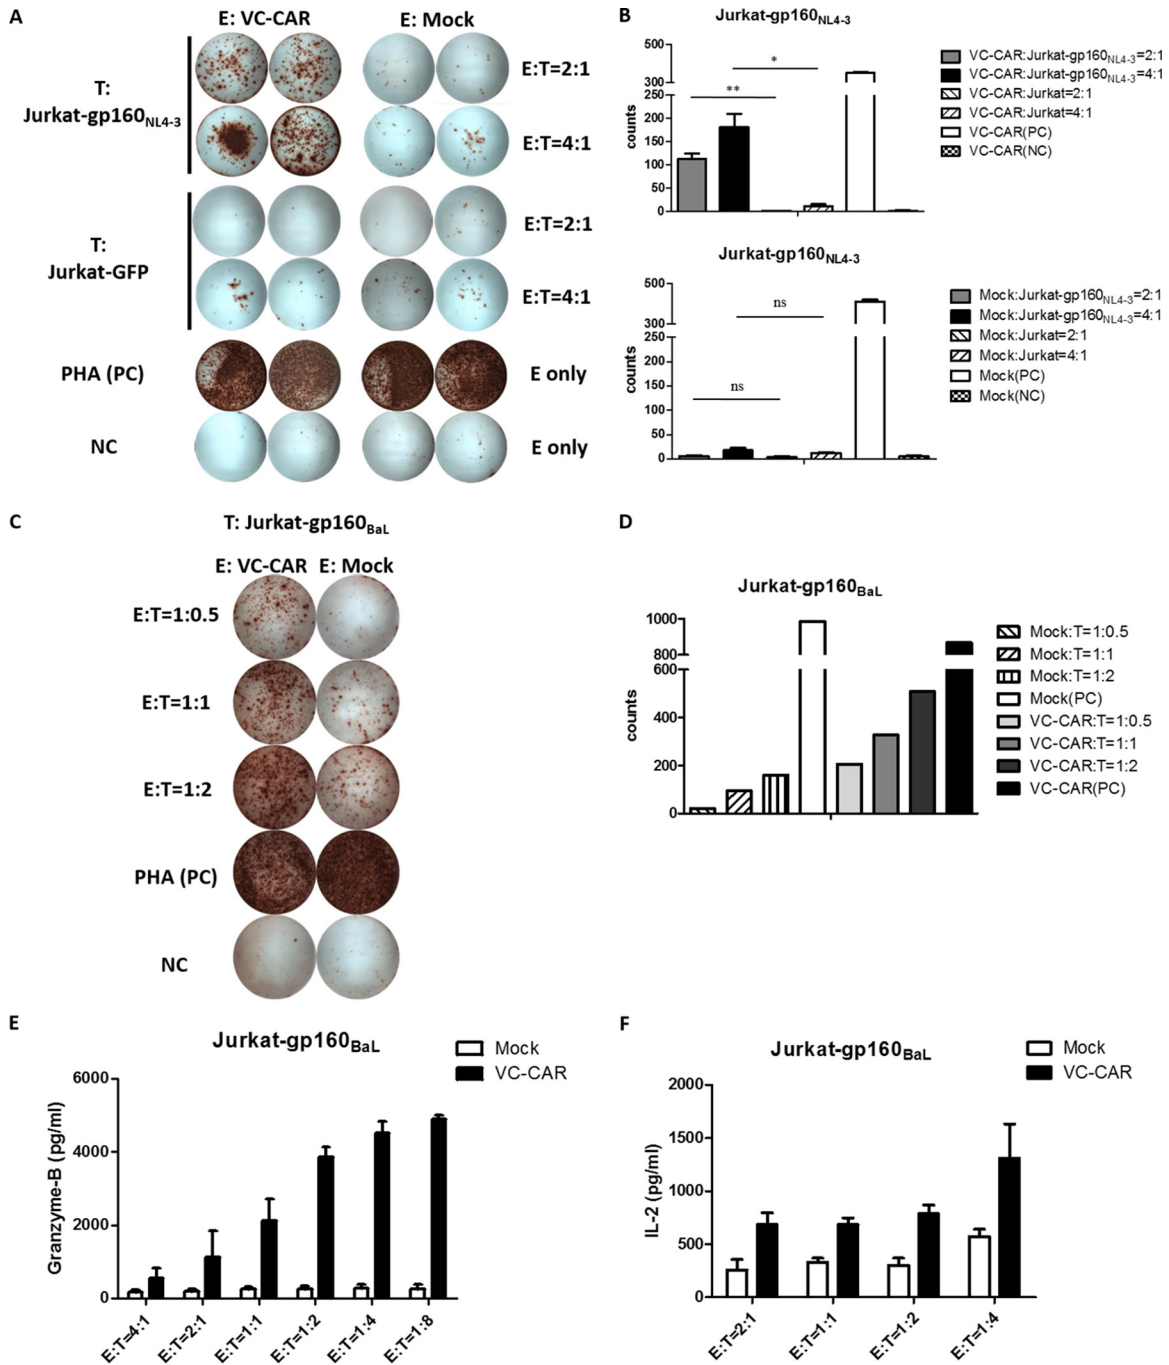 A
E: VC-CAR
E: Mock
T:
Jurkat-gp160NL4-3
E:T=2:1
E:T=4:1
T:
Jurkat-GFP
E:T=2:1
E:T=4:1
PHA (PC)
E only
NC
E only
B
Jurkat-gp160NL4-3
500
300
250
200
150
100
50
0
counts
*
**
VC-CAR:Jurkat-gp160NL4-3=2:1
VC-CAR:Jurkat-gp160NL4-3=4:1
VC-CAR:Jurkat=2:1
VC-CAR:Jurkat=4:1
VC-CAR(PC)
VC-CAR(NC)
Jurkat-gp160NL4-3
500
300
250
200
150
100
50
0
counts
ns
ns
Mock:Jurkat-gp160NL4-3=2:1
Mock:Jurkat-gp160NL4-3=4:1
Mock:Jurkat=2:1
Mock:Jurkat=4:1
Mock(PC)
Mock(NC)
C
T: Jurkat-gp160BaL
E: VC-CAR
E: Mock
E:T=1:0.5
E:T=1:1
E:T=1:2
PHA (PC)
NC
D
Jurkat-gp160BaL
1000
800
600
400
200
0
counts
Mock:T=1:0.5
Mock:T=1:1
Mock:T=1:2
Mock(PC)
VC-CAR:T=1:0.5
VC-CAR:T=1:1
VC-CAR:T=1:2
VC-CAR(PC)
E
Jurkat-gp160BaL
Mock
VC-CAR
6000
4000
2000
0
Granzyme-B (pg/ml)
E:T=4:1
E:T=2:1
E:T=1:1
E:T=1:2
E:T=1:4
E:T=1:8
F
Jurkat-gp160BaL
Mock
VC-CAR
2000
1500
1000
500
0
IL-2 (pg/ml)
E:T=2:1
E:T=1:1
E:T=1:2
E:T=1:4